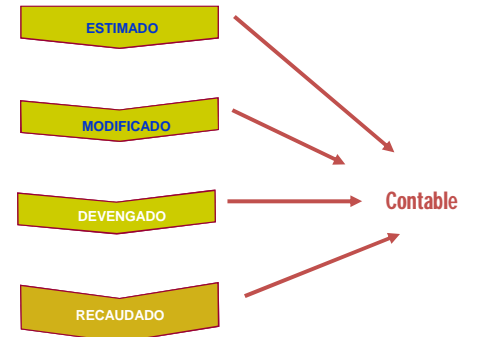 ESTIMADO
MODIFICADO
DEVENGADO
Contable
RECAUDADO